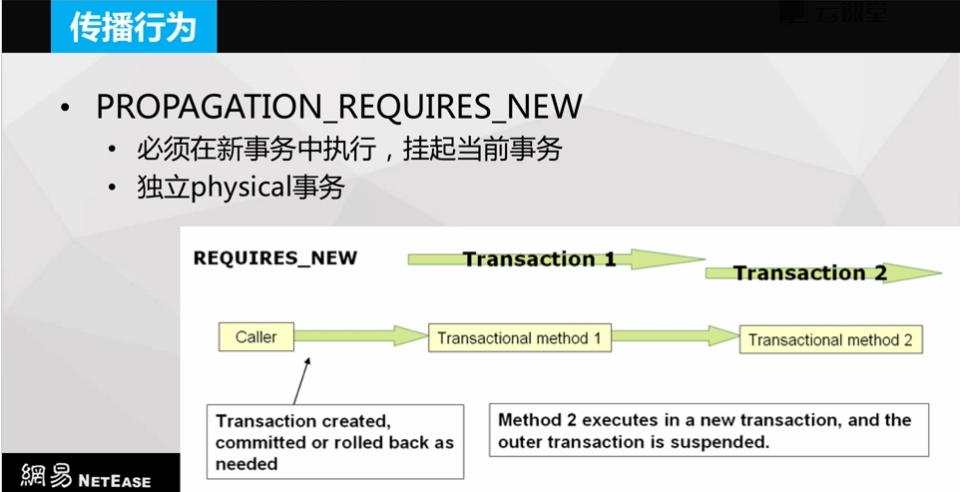 云课堂
传播行为
• PROPAGATION_REQUIRES_NEW
• 必须在新事务中执行，挂起当前事务
• 独立physical事务
REQUIRES_NEW
Transaction 1
Transaction 2
Caller
Transactional method 1
Transactional method 2
Transaction created,
committed or rolled back as
needed
Method 2 executes in a new transaction, and the
outer transaction is suspended.
網易 NETEASE